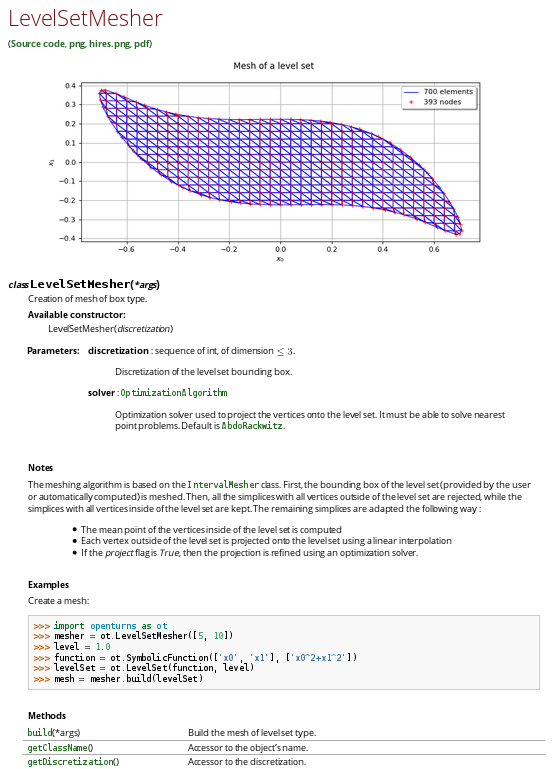 LevelSetMesher
(Source code, png, hires.png, pdf)
Mesh of a level set
700 elements
393 nodes
0.4
0.3
0.2
0.1
0.0
−0.1
−0.2
−0.3
−0.4
x₁
−0.6 −0.4 −0.2 0.0 0.2 0.4 0.6
x₀
class LevelSetMesher(*args)
Creation of mesh of box type.
Available constructor:
LevelSetMesher(discretization)
Parameters: discretization : sequence of int, of dimension ≤ 3.
Discretization of the level set bounding box.
solver : OptimizationAlgorithm
Optimization solver used to project the vertices onto the level set. It must be able to solve nearest
point problems. Default is AbdoRackwitz.
Notes
The meshing algorithm is based on the IntervalMesher class. First, the bounding box of the level set (provided by the user
or automatically computed) is meshed. Then, all the simplices with all vertices outside of the level set are rejected, while the
simplices with all vertices inside of the level set are kept. The remaining simplices are adapted the following way :
• The mean point of the vertices inside of the level set is computed
• Each vertex outside of the level set is projected onto the level set using a linear interpolation
• If the project flag is True, then the projection is refined using an optimization solver.
Examples
Create a mesh:
>>> import openturns as ot
>>> mesher = ot.LevelSetMesher([5, 10])
>>> level = 1.0
>>> function = ot.SymbolicFunction(['x0', 'x1'], ['x0^2+x1^2'])
>>> levelSet = ot.LevelSet(function, level)
>>> mesh = mesher.build(levelSet)
Methods
build(*args) Build the mesh of level set type.
getClassName() Accessor to the object's name.
getDiscretization() Accessor to the discretization.